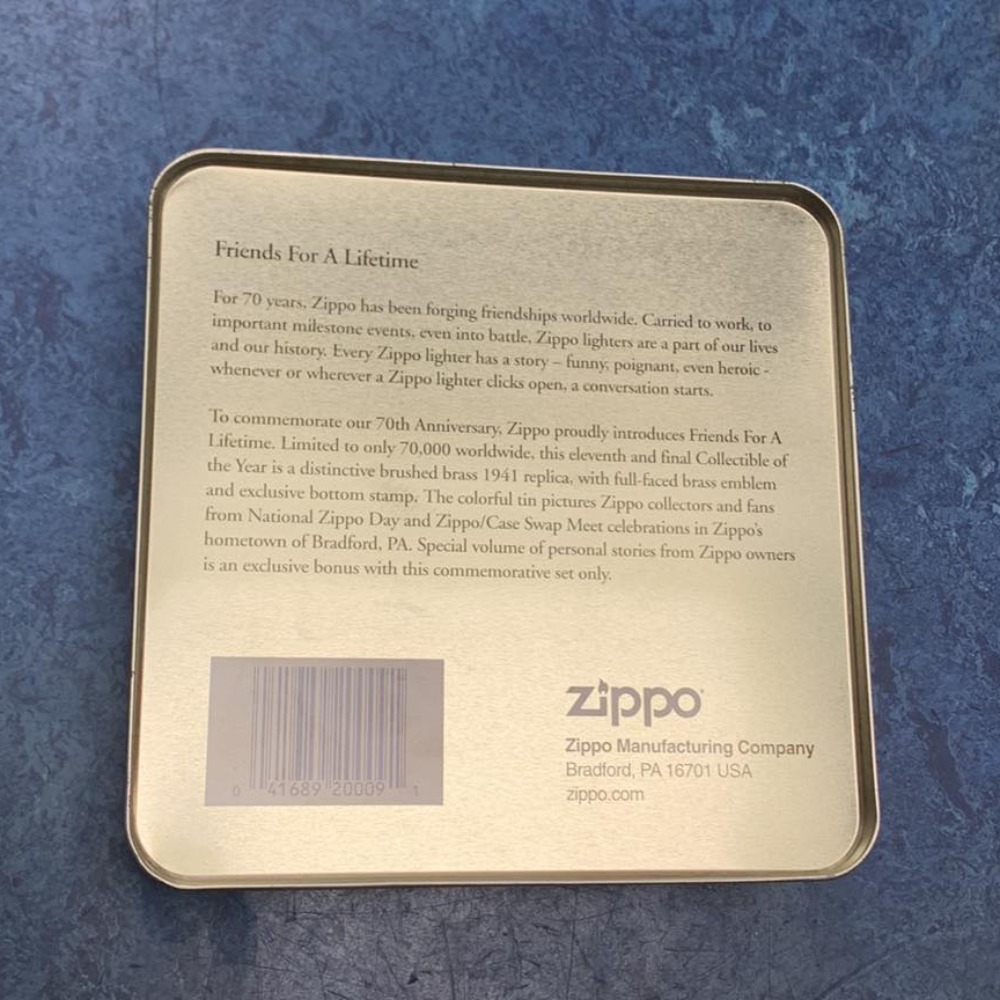 Friends For A Lifetime
For 70 years, Zippo has been forging friendships worldwide. Carried to work, to
important milestone events, even into battle, Zippo lighters are a part of our lives
and our history. Every Zippo lighter has a story – funny, poignant, even heroic -
whenever or wherever a Zippo lighter clicks open, a conversation starts.
To commemorate our 70th Anniversary, Zippo proudly introduces Friends For A
Lifetime. Limited to only 70,000 worldwide, this eleventh and final Collectible of
the Year is a distinctive brushed brass 1941 replica, with full-faced brass emblem
and exclusive bottom stamp. The colorful tin pictures Zippo collectors and fans
from National Zippo Day and Zippo/Case Swap Meet celebrations in Zippo's
hometown of Bradford, PA. Special volume of personal stories from Zippo owners
is an exclusive bonus with this commemorative set only.
0 41689 20009 1
zippo
Zippo Manufacturing Company
Bradford, PA 16701 USA
zippo.com